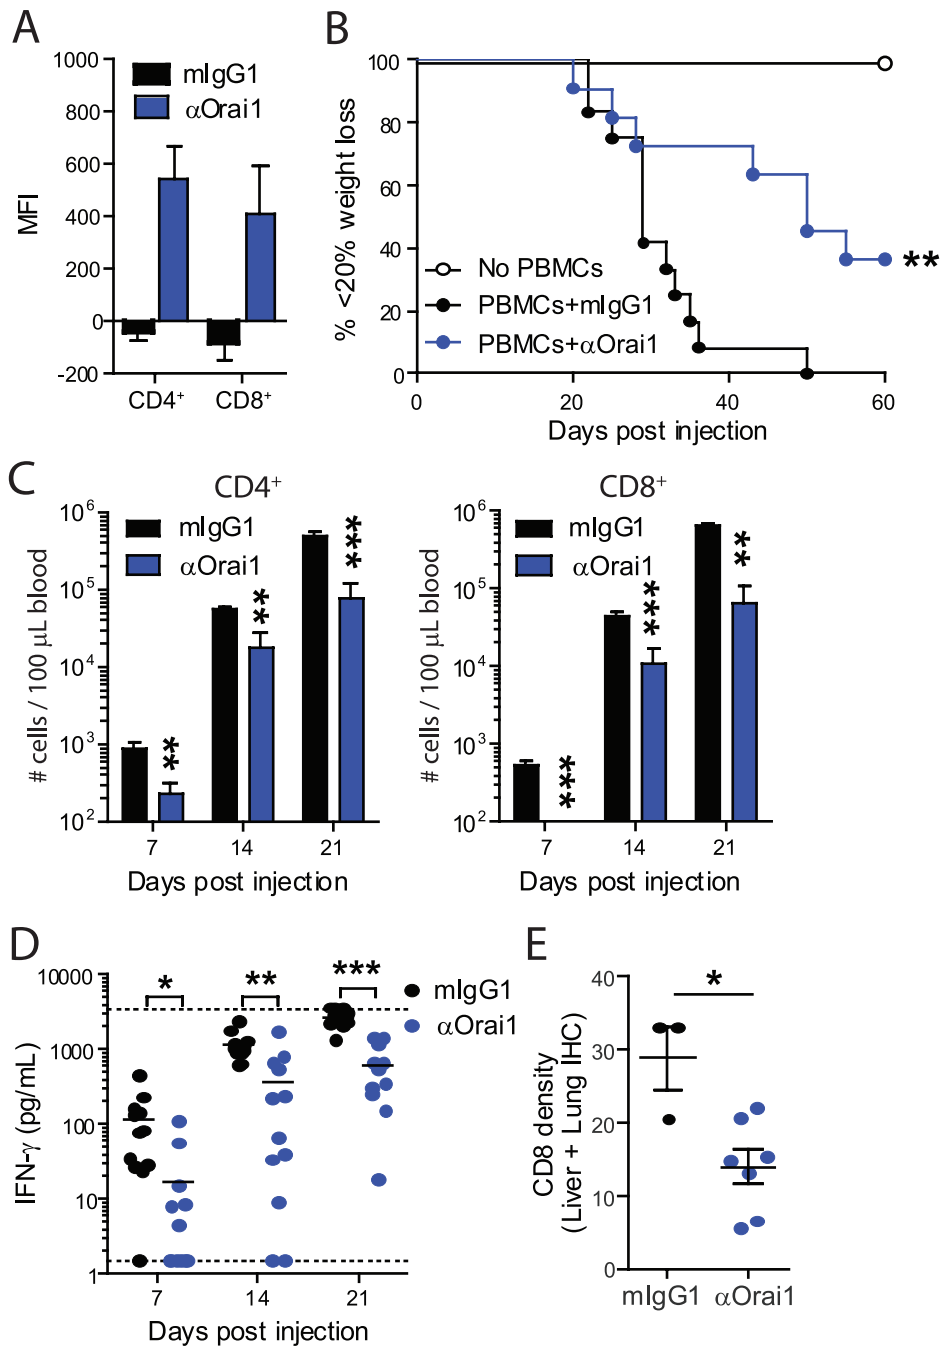 A
1000
800
600
400
200
0
-200
MFI
mIgG1
αOrai1
CD4⁺
CD8⁺
B
100
80
60
40
20
0
% <20% weight loss
No PBMCs
PBMCs+mIgG1
PBMCs+αOrai1
**
0
20
40
60
Days post injection
C
CD4⁺
10⁶
10⁵
10⁴
10³
10²
# cells / 100 µL blood
mIgG1
αOrai1
**
**
***
7
14
21
Days post injection
CD8⁺
10⁶
10⁵
10⁴
10³
10²
# cells / 100 µL blood
mIgG1
αOrai1
***
***
**
7
14
21
Days post injection
D
10000
1000
100
10
1
IFN-γ (pg/mL)
*
**
***
mIgG1
αOrai1
7
14
21
Days post injection
E
40
30
20
10
0
CD8 density
(Liver + Lung IHC)
*
mIgG1
αOrai1